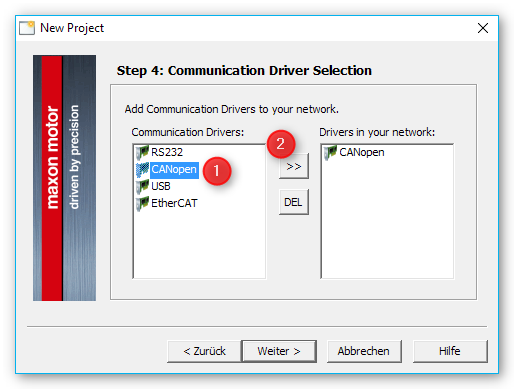 New Project
maxon motor
driven by precision
Step 4: Communication Driver Selection
Add Communication Drivers to your network.
Communication Drivers:
RS232
CANopen
USB
EtherCAT
1
2
>>
DEL
Drivers in your network:
CANopen
< Zurück
Weiter >
Abbrechen
Hilfe